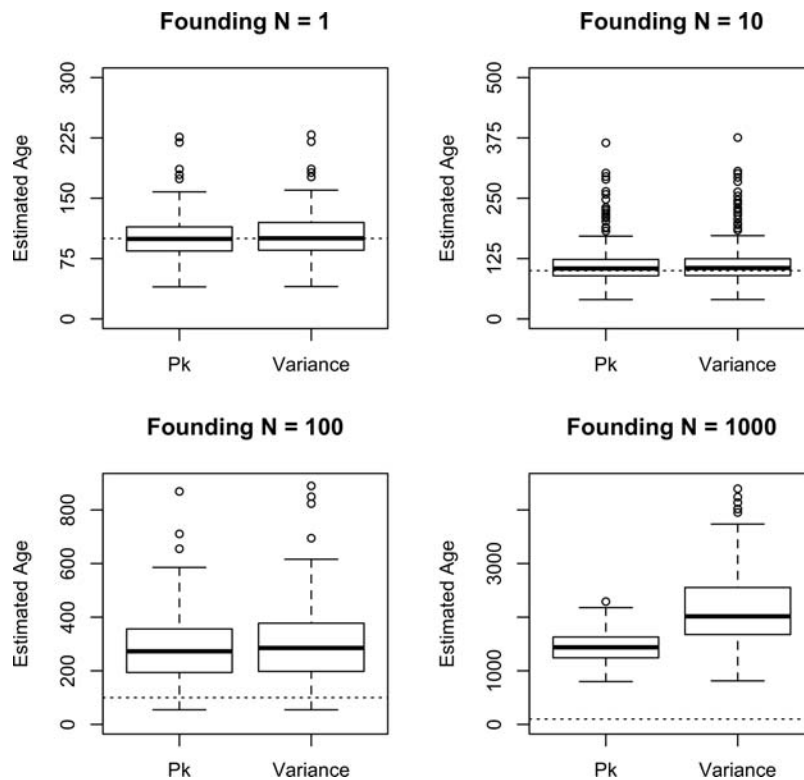 Founding N = 1
Estimated Age
300
225
150
75
0
Pk
Variance
Founding N = 10
Estimated Age
500
375
250
125
0
Pk
Variance
Founding N = 100
Estimated Age
800
600
400
200
0
Pk
Variance
Founding N = 1000
Estimated Age
3000
1000
Pk
Variance